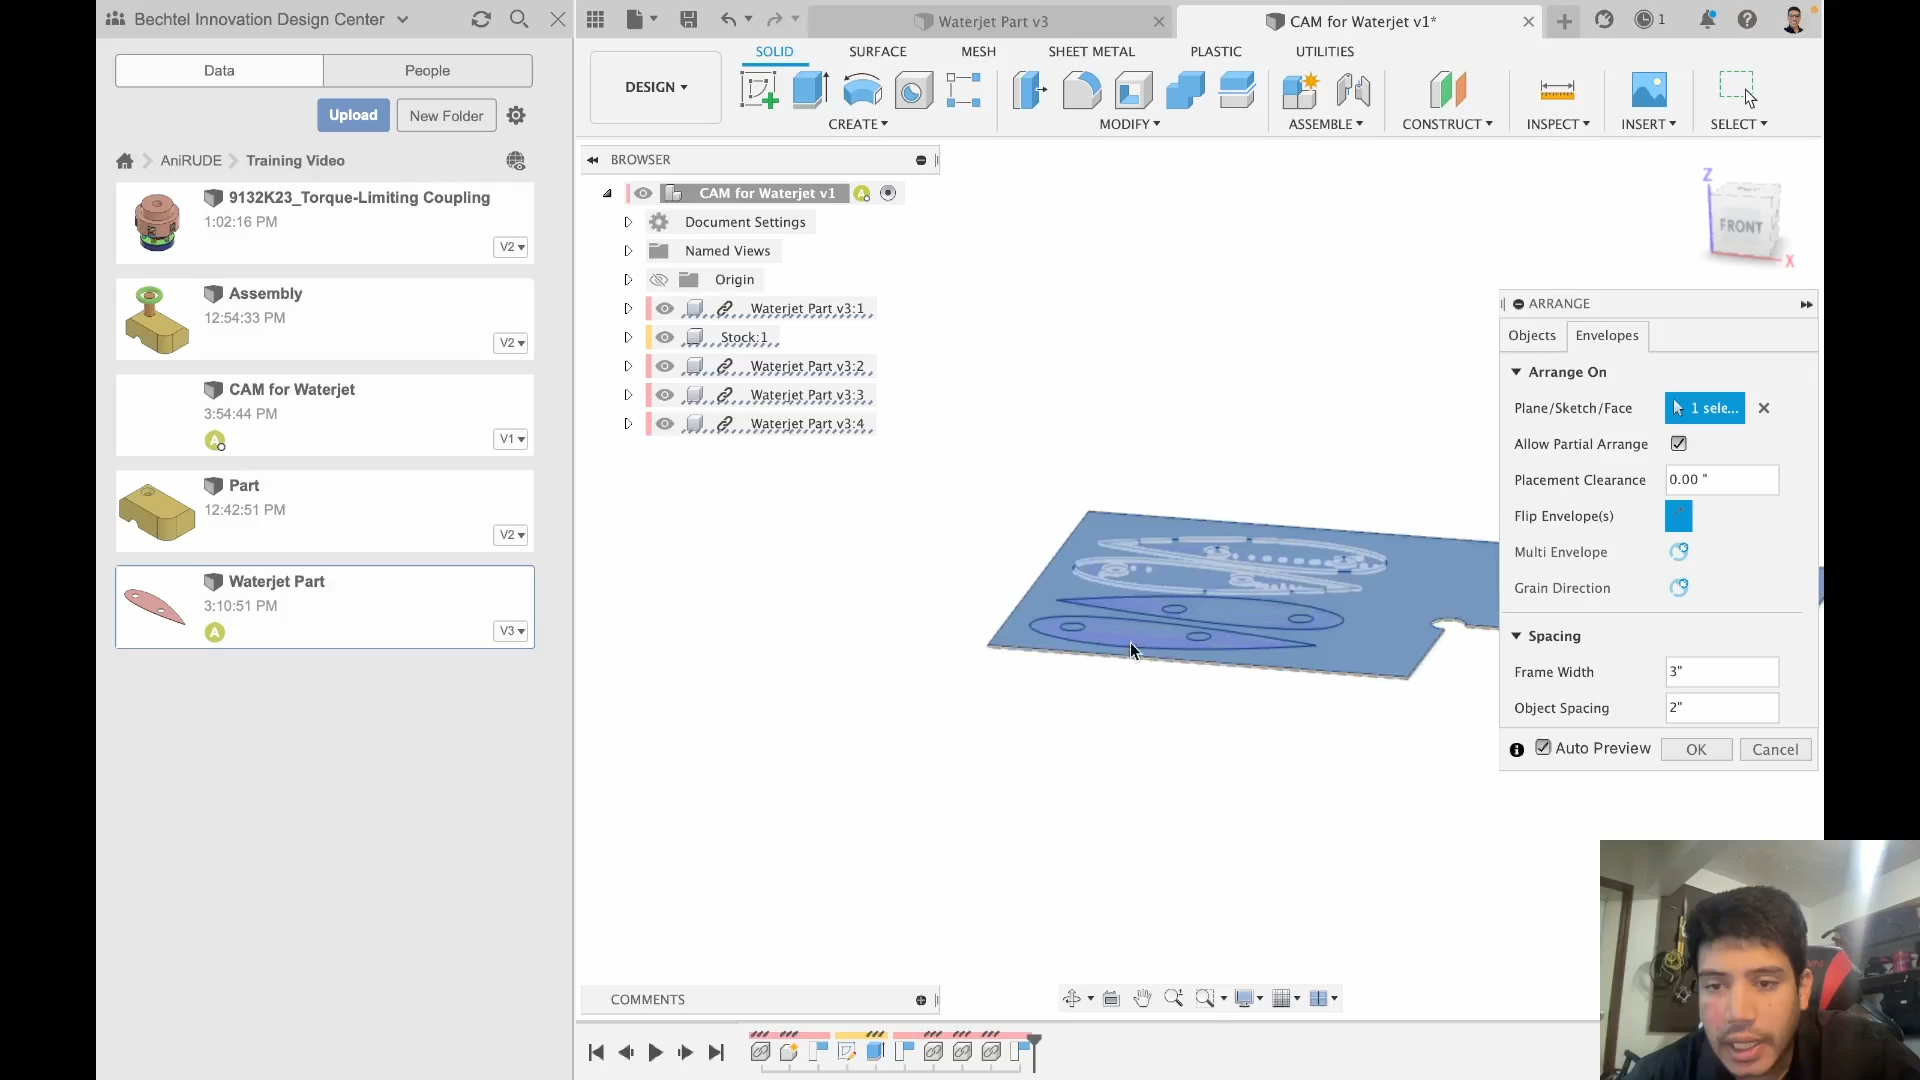 Bechtel Innovation Design Center
Data
People
Upload
New Folder
AniRUDE
Training Video
9132K23_Torque-Limiting Coupling
1:02:16 PM
V2
Assembly
12:54:33 PM
V2
CAM for Waterjet
3:54:44 PM
A
V1
Part
12:42:51 PM
V2
Waterjet Part
3:10:51 PM
A
V3
Waterjet Part v3
CAM for Waterjet v1*
1
DESIGN
SOLID
SURFACE
MESH
SHEET METAL
PLASTIC
UTILITIES
CREATE
MODIFY
ASSEMBLE
CONSTRUCT
INSPECT
INSERT
SELECT
BROWSER
CAM for Waterjet v1
A
Document Settings
Named Views
Origin
Waterjet Part v3:1
Stock:1
Waterjet Part v3:2
Waterjet Part v3:3
Waterjet Part v3:4
Z
FRONT
X
ARRANGE
Objects
Envelopes
Arrange On
Plane/Sketch/Face
1 sele...
Allow Partial Arrange
Placement Clearance
0.00 "
Flip Envelope(s)
Multi Envelope
Grain Direction
Spacing
Frame Width
3"
Object Spacing
2"
Auto Preview
OK
Cancel
COMMENTS